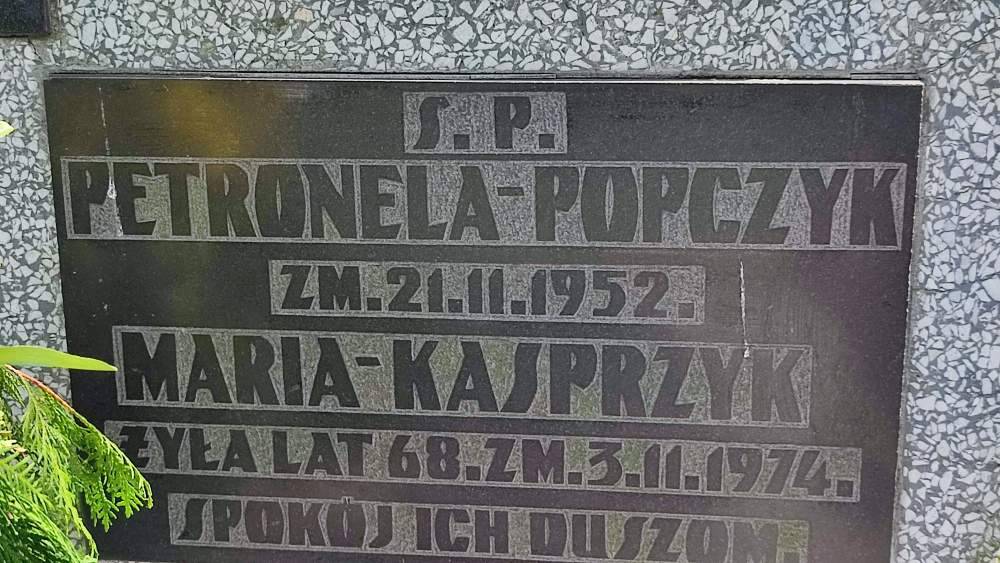 Ś. P.
PETRONELA-POPCZYK
ZM. 21.11.1952.
MARIA-KASPRZYK
ŻYŁA LAT 68. ZM. 3.11.1974.
SPOKÓJ ICH DUSZOM.